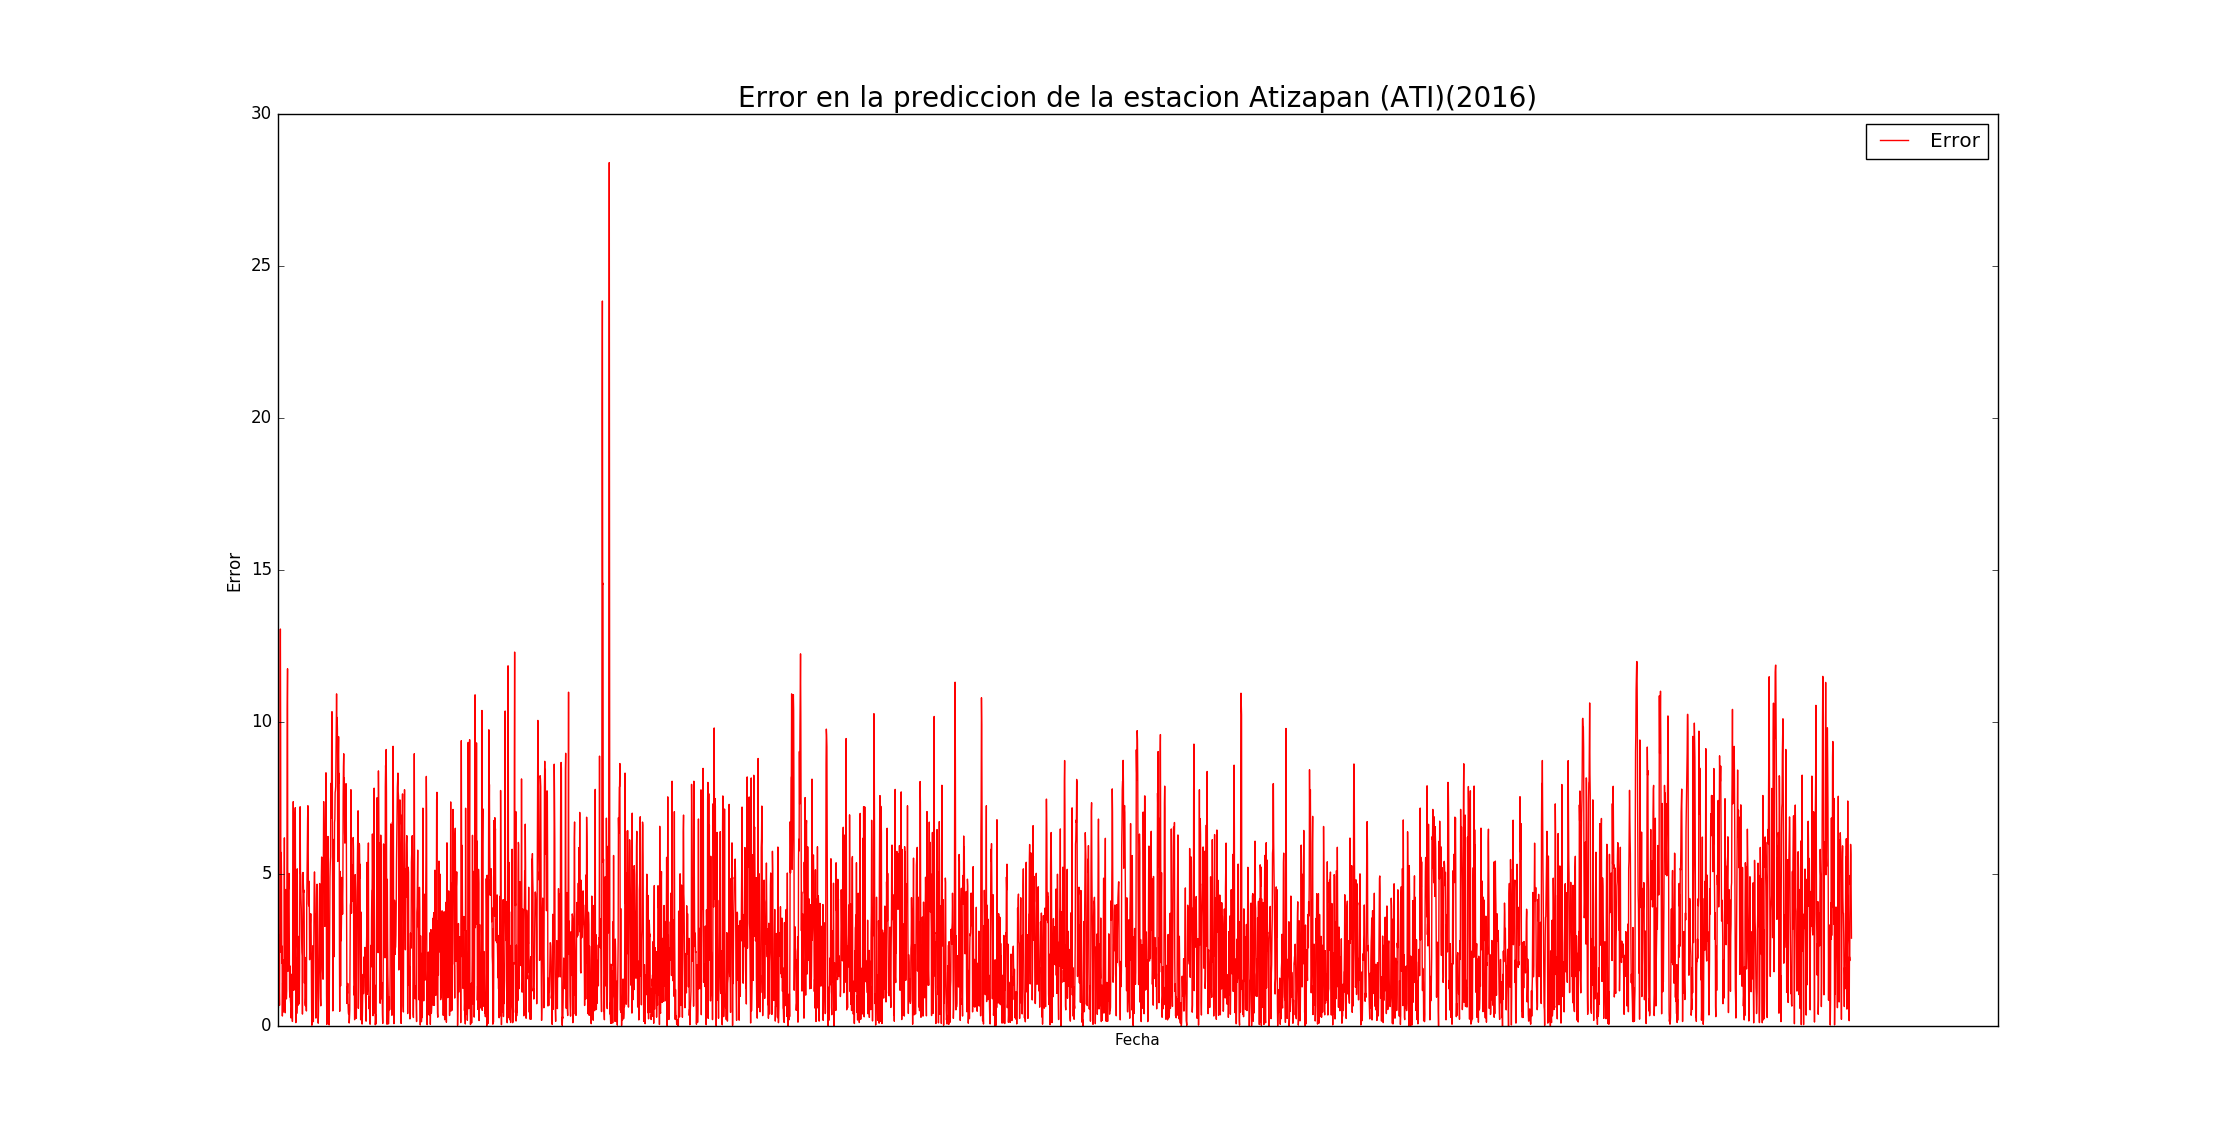 Error en la prediccion de la estacion Atizapan (ATI)(2016)
30
Error
25
20
15
Error
10
5
0
Fecha